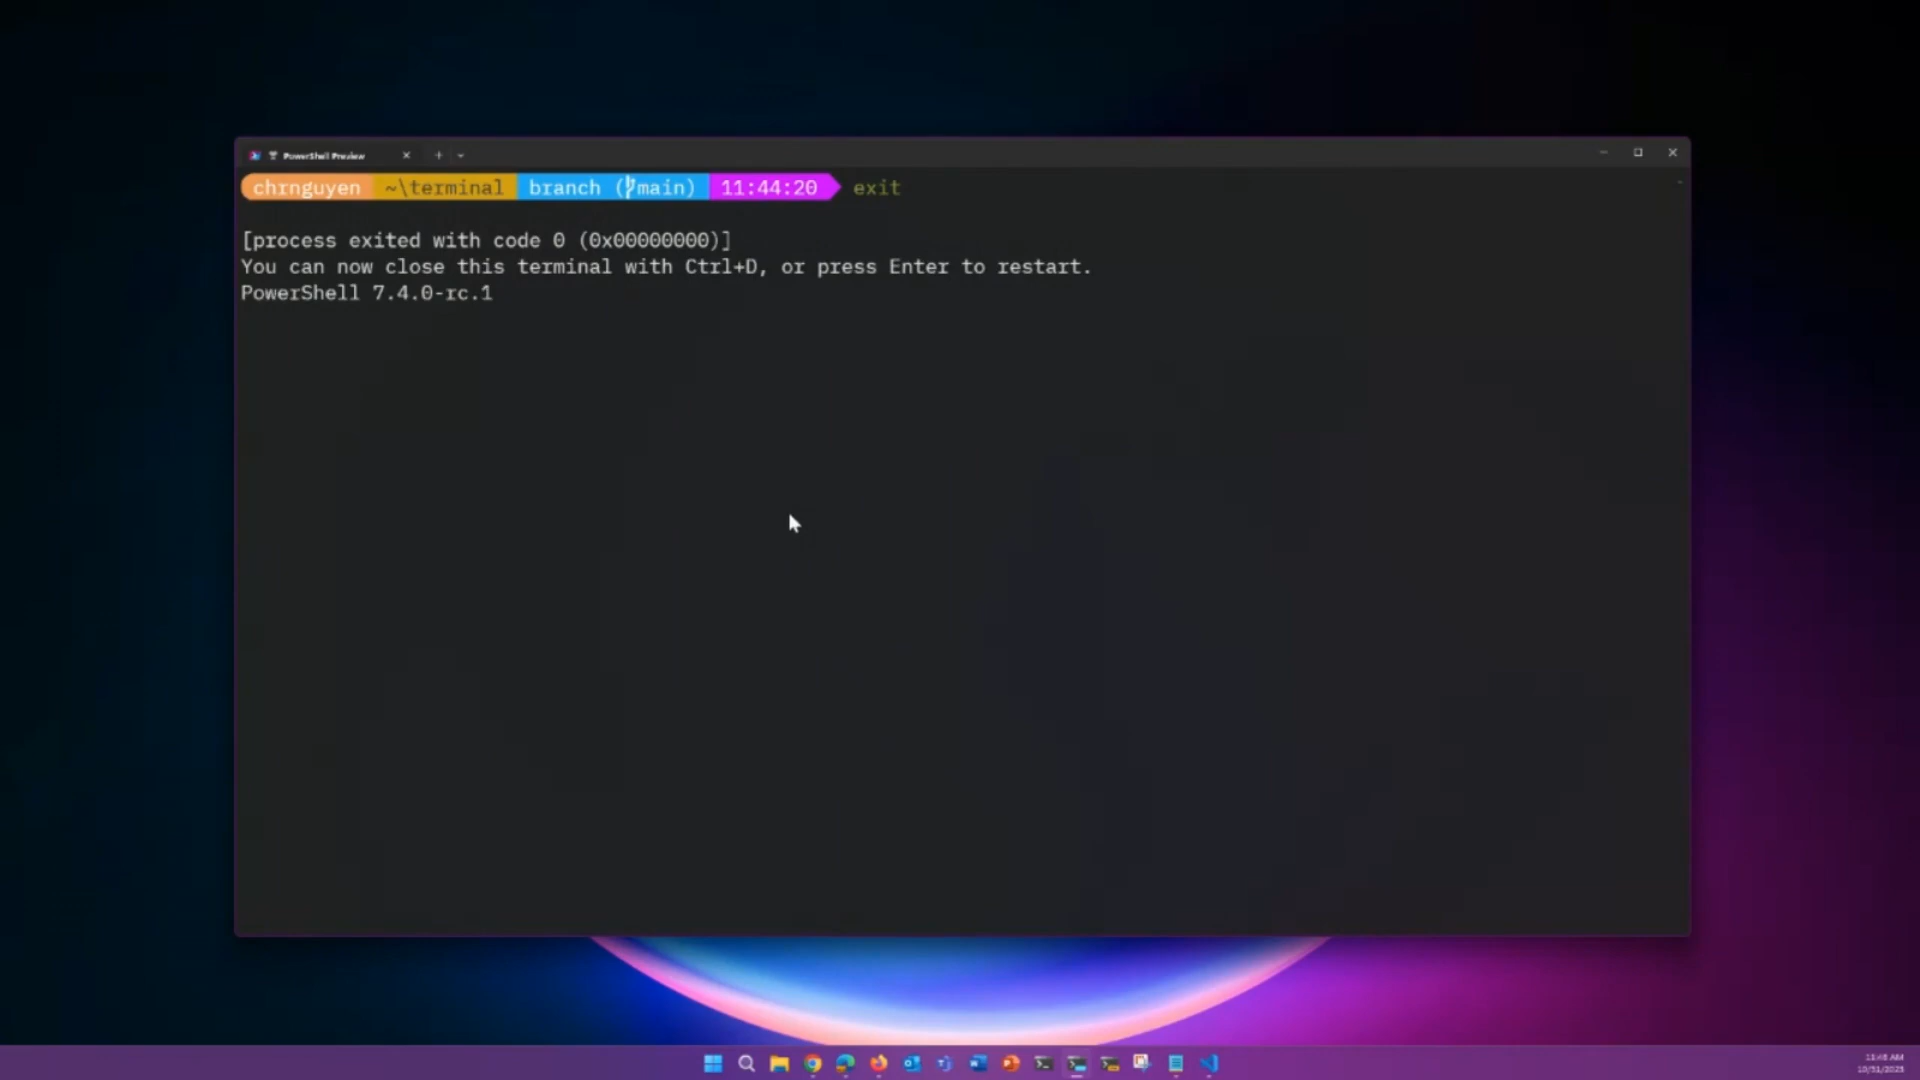 PowerShell Preview
chrnguyen ~\terminal branch (main) 11:44:20 exit
[process exited with code 0 (0x00000000)]
You can now close this terminal with Ctrl+D, or press Enter to restart.
PowerShell 7.4.0-rc.1
AM